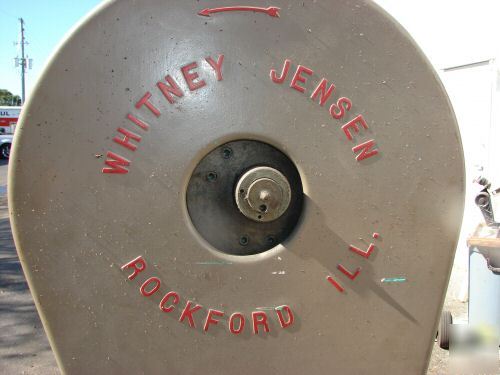 WHITNEY JENSEN
ROCKFORD ILL.